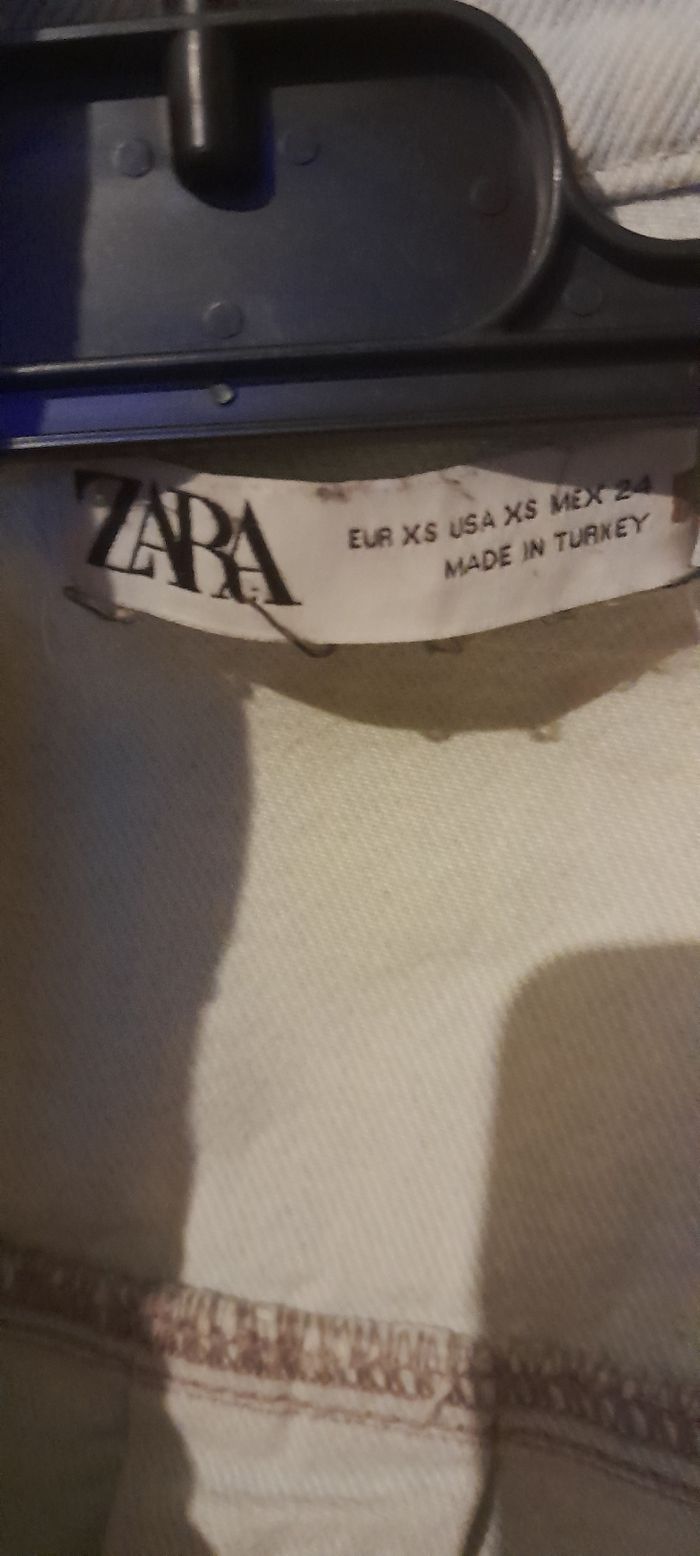 ZARA
EUR XS USA XS MEX 24
MADE IN TURKEY